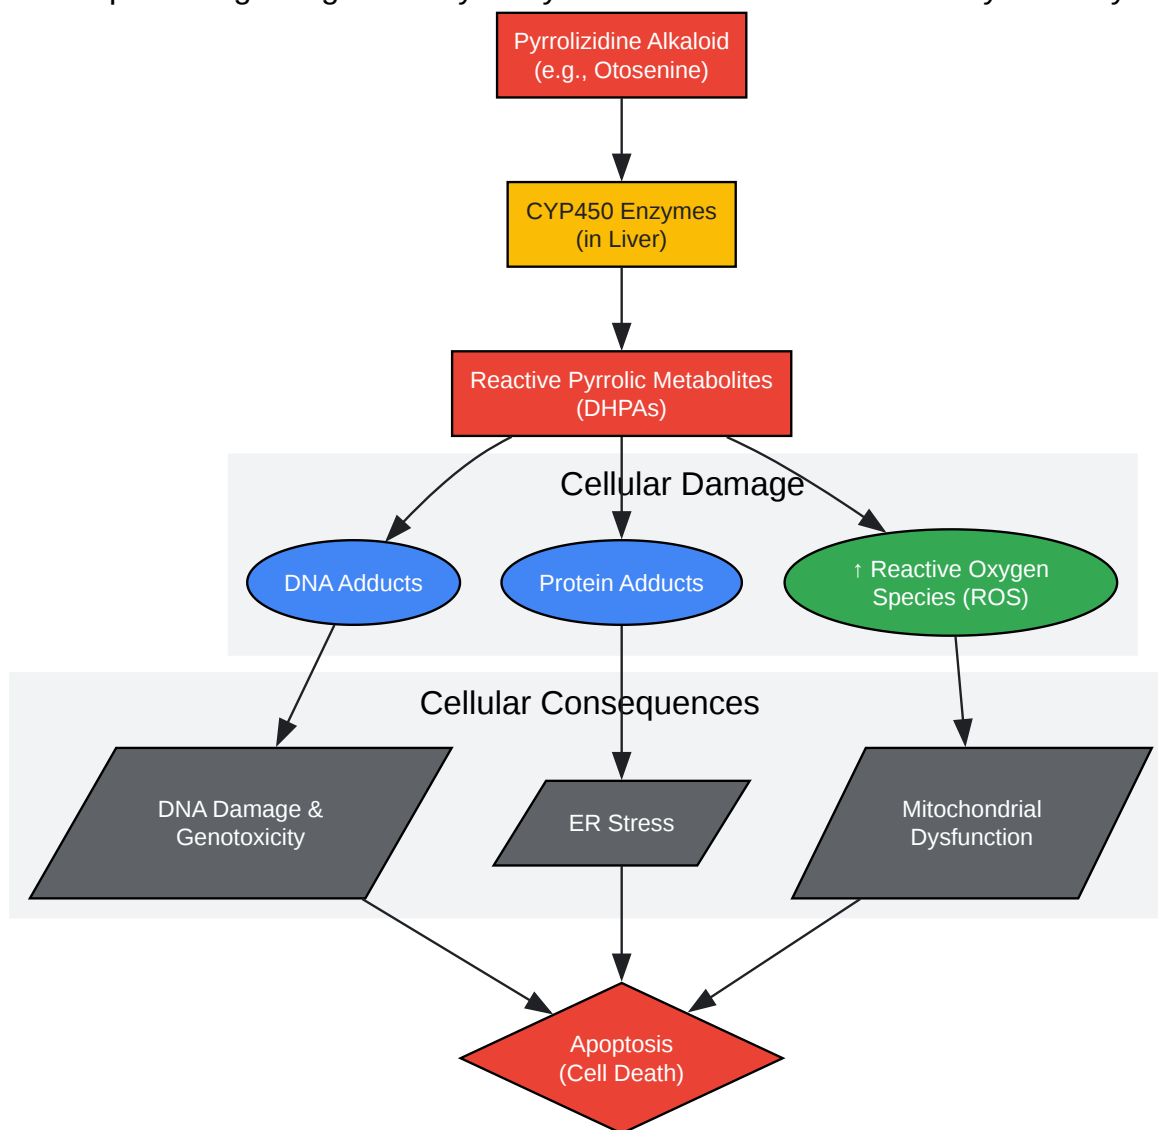 Pyrrolizidine Alkaloid
(e.g., Otosenine)
CYP450 Enzymes
(in Liver)
Reactive Pyrrolic Metabolites
(DHPAs)
Cellular Damage
DNA Adducts
Protein Adducts
↑ Reactive Oxygen
Species (ROS)
Cellular Consequences
DNA Damage &
Genotoxicity
ER Stress
Mitochondrial
Dysfunction
Apoptosis
(Cell Death)